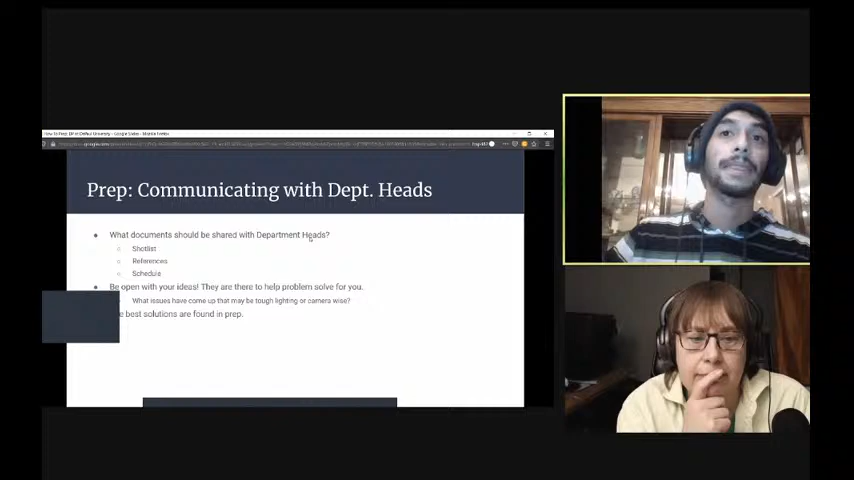 Prep: Communicating with Dept. Heads
What documents should be shared with Department Heads?
Shotlist
References
Schedule
Be open with your ideas! They are there to help problem solve for you.
What issues have come up that may be tough lighting or camera wise?
best solutions are found in prep.